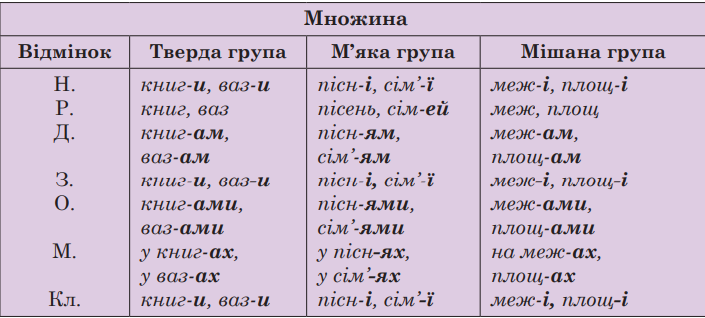 Множина
Відмінок Тверда група М’яка група Мішана група
Н. книг-и, ваз-и пісн-і, сім’-ї меж-і, площ-і
Р. книг, ваз пісень, сім-ей меж, площ
Д. книг-ам, пісн-ям, меж-ам,
ваз-ам сім’-ям площ-ам
З. книг-и, ваз-и пісн-і, сім’-ї меж-і, площ-і
О. книг-ами, пісн-ями, меж-ами,
ваз-ами сім’-ями площ-ами
М. у книг-ах, у пісн-ях, на меж-ах,
у ваз-ах у сім’-ях площ-ах
Кл. книг-и, ваз-и пісн-і, сім’-ї меж-і, площ-і